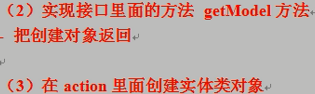 （2）实现接口里面的方法 getModel 方法
- 把创建对象返回
（3）在 action 里面创建实体类对象